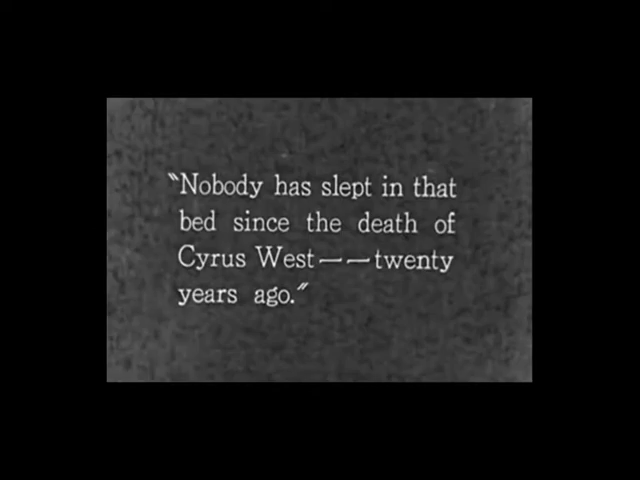 "Nobody has slept in that
bed since the death of
Cyrus West——twenty
years ago."